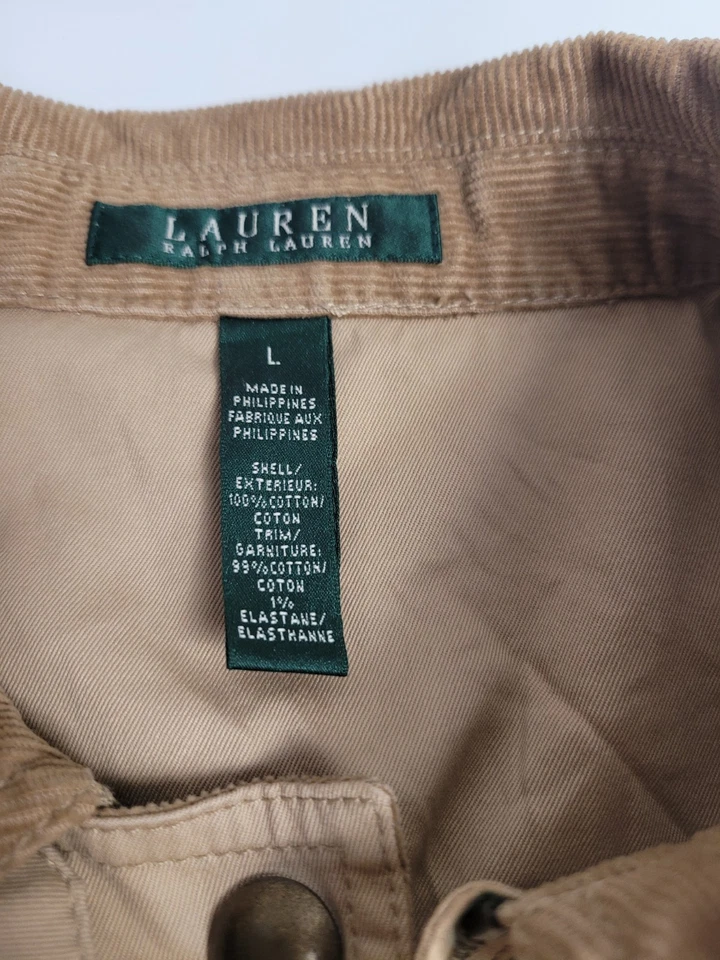 LAUREN
RALPH LAUREN
L
MADE IN
PHILIPPINES
FABRIQUE AUX
PHILIPPINES
SHELL/
EXTERIEUR:
100% COTTON/
COTON
TRIM/
GARNITURE:
99% COTTON/
COTON
1%
ELASTANE/
ELASTHANNE